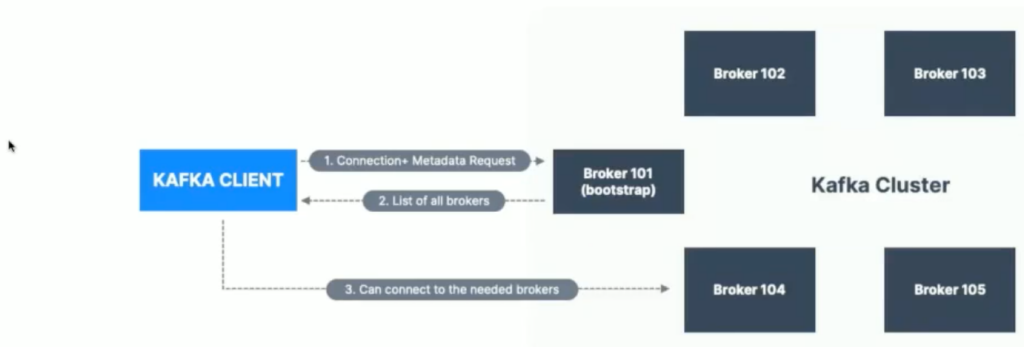 Broker 102
Broker 103
1. Connection+ Metadata Request
KAFKA CLIENT
Broker 101
(bootstrap)
Kafka Cluster
2. List of all brokers
3. Can connect to the needed brokers
Broker 104
Broker 105